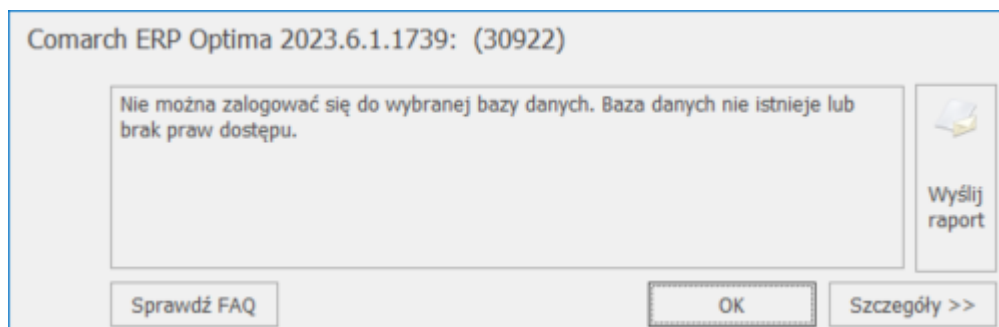 Comarch ERP Optima 2023.6.1.1739: (30922)
Nie można zalogować się do wybranej bazy danych. Baza danych nie istnieje lub
brak praw dostępu.
Wyślij
raport
Sprawdź FAQ
OK
Szczegóły >>